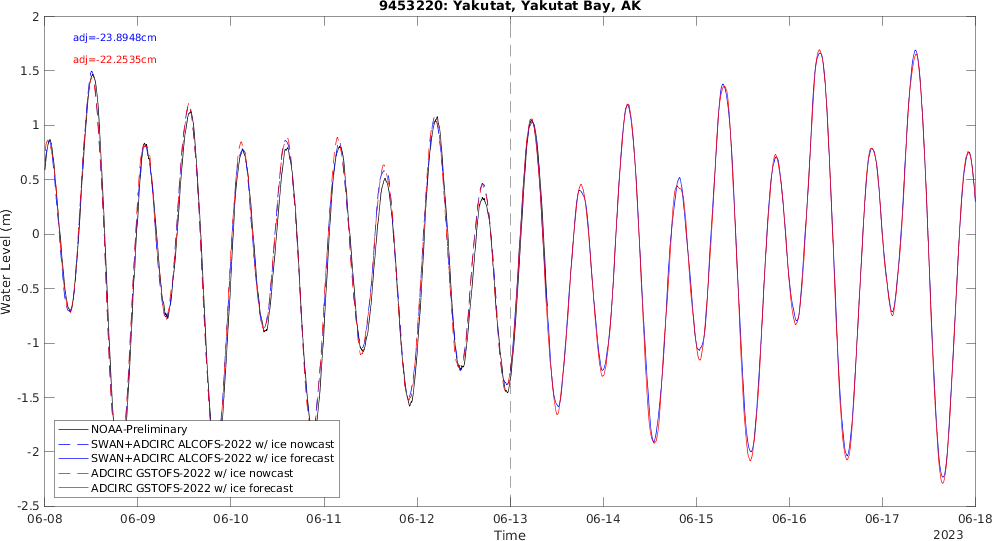 9453220: Yakutat, Yakutat Bay, AK
adj=-23.8948cm
adj=-22.2535cm
2
1.5
1
0.5
0
-0.5
-1
-1.5
-2
-2.5
Water Level (m)
NOAA-Preliminary
SWAN+ADCIRC ALCOFS-2022 w/ ice nowcast
SWAN+ADCIRC ALCOFS-2022 w/ ice forecast
ADCIRC GSTOFS-2022 w/ ice nowcast
ADCIRC GSTOFS-2022 w/ ice forecast
06-08 06-09 06-10 06-11 06-12 06-13 06-14 06-15 06-16 06-17 06-18
Time
2023